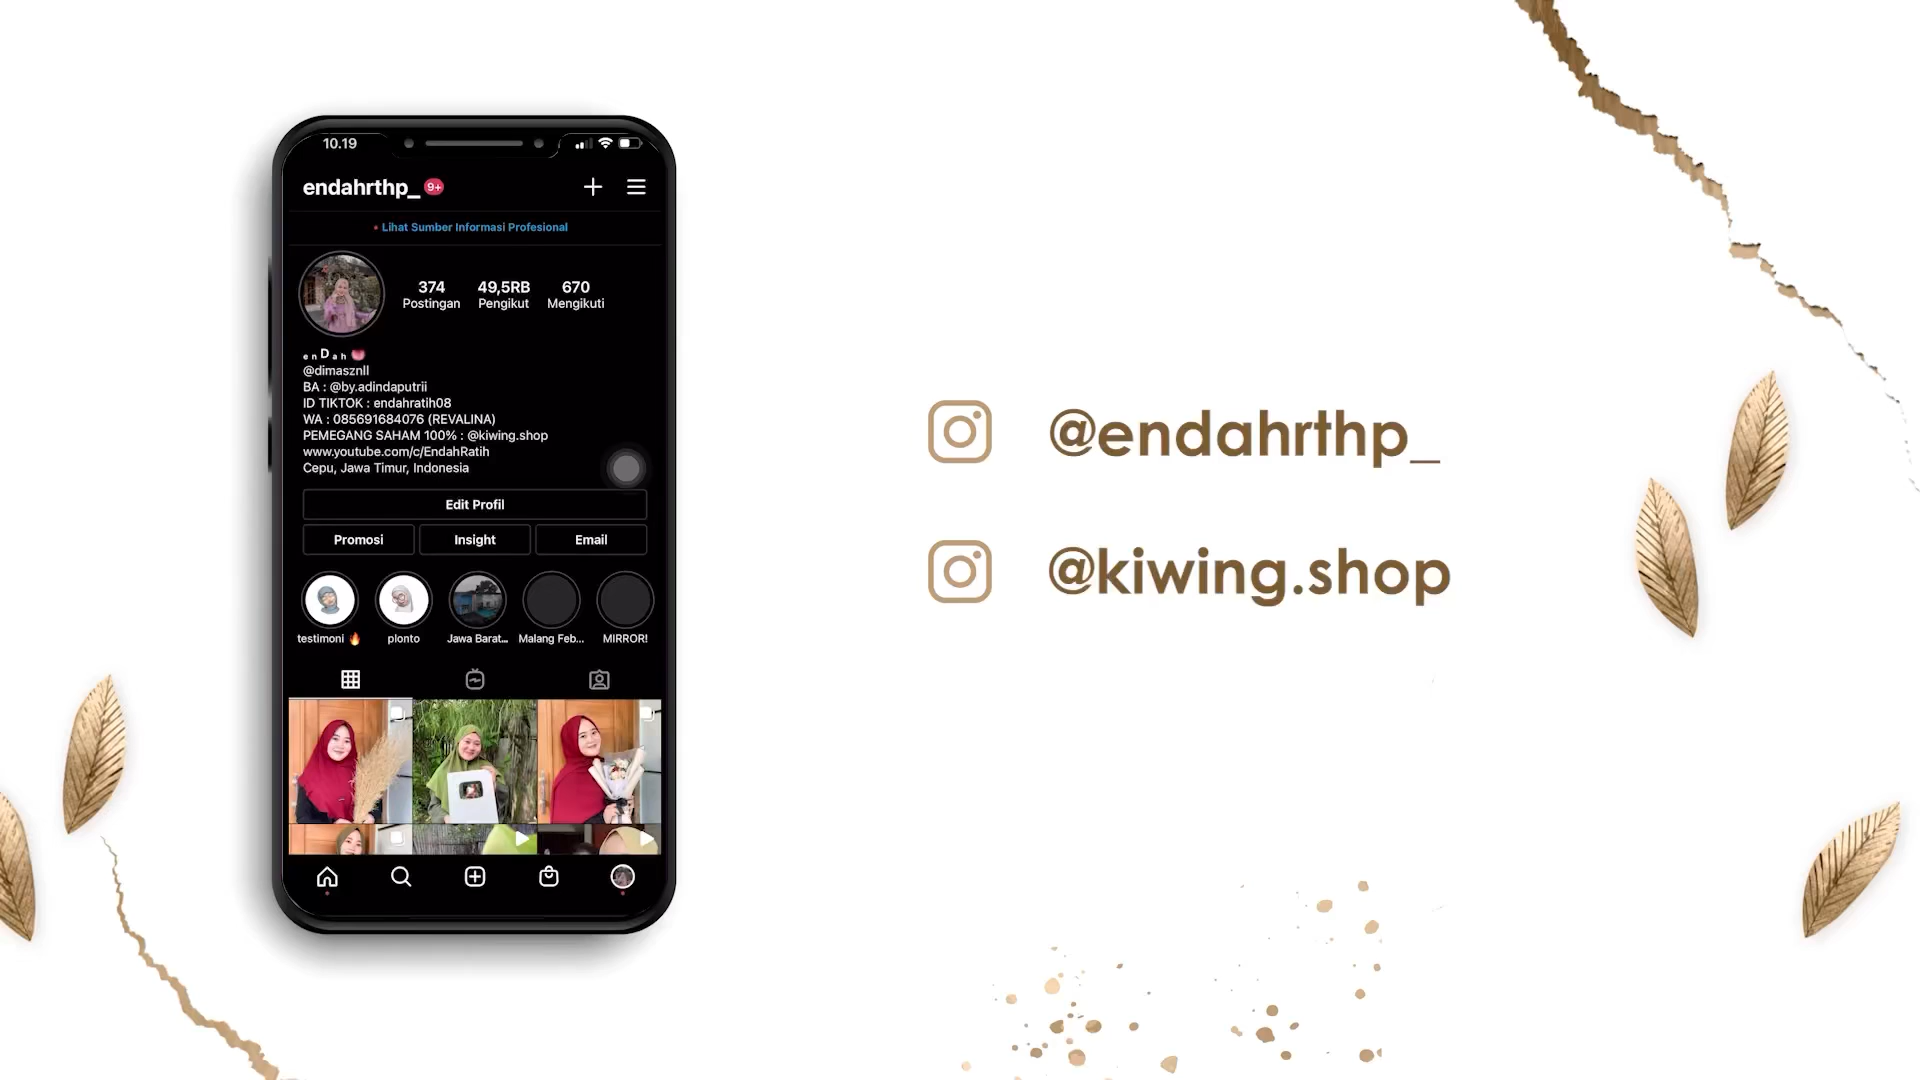 10.19
endahrthp_ 9+
Lihat Sumber Informasi Profesional
374 49,5RB 670
Postingan Pengikut Mengikuti
ₑₙDₐₕ
@dimasznll
BA : @by.adindaputrii
ID TIKTOK : endahratih08
WA : 085691684076 (REVALINA)
PEMEGANG SAHAM 100% : @kiwing.shop
www.youtube.com/c/EndahRatih
Cepu, Jawa Timur, Indonesia
Edit Profil
Promosi Insight Email
testimoni 🔥 plonto Jawa Barat... Malang Feb... MIRROR!
@endahrthp_
@kiwing.shop